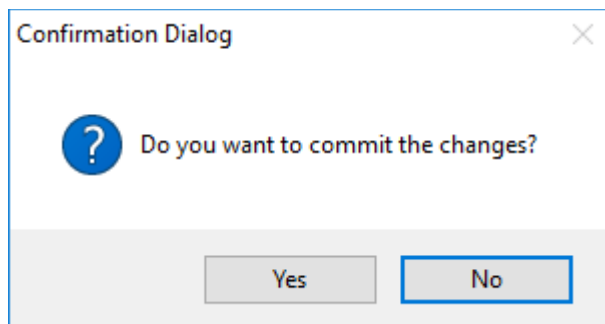 Confirmation Dialog
Do you want to commit the changes?
Yes No